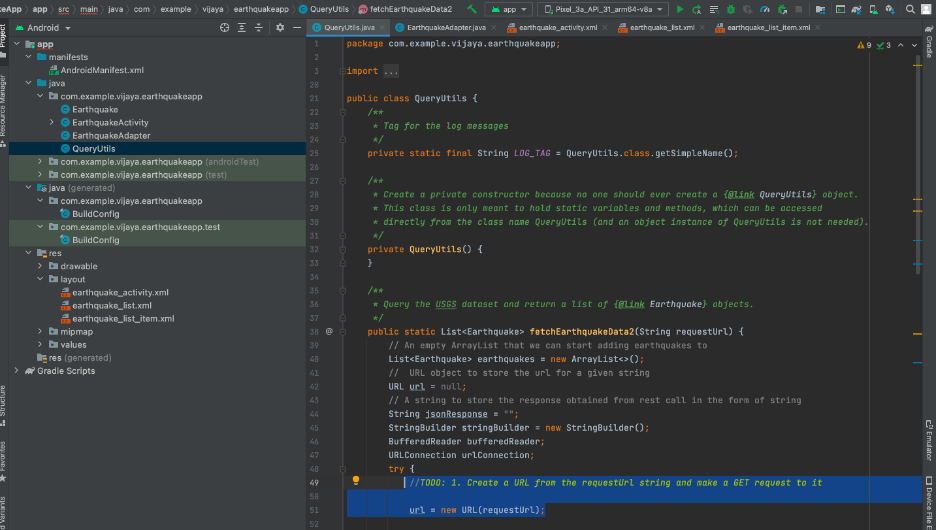 eApp
app
src
main
java
com
example
vijaya
earthquakeapp
QueryUtils
fetchEarthquakeData2
app
Pixel_3a_API_31_arm64-v8a
Android
QueryUtils.java
EarthquakeAdapter.java
earthquake_activity.xml
earthquake_list.xml
earthquake_list_item.xml
Project
Resource Manager
Structure
Favorites
Variants
Gradle
Emulator
Device File
app
manifests
AndroidManifest.xml
java
com.example.vijaya.earthquakeapp
Earthquake
EarthquakeActivity
EarthquakeAdapter
QueryUtils
com.example.vijaya.earthquakeapp (androidTest)
com.example.vijaya.earthquakeapp (test)
java (generated)
com.example.vijaya.earthquakeapp
BuildConfig
com.example.vijaya.earthquakeapp.test
BuildConfig
res
drawable
layout
earthquake_activity.xml
earthquake_list.xml
earthquake_list_item.xml
mipmap
values
res (generated)
Gradle Scripts
9 3
1 package com.example.vijaya.earthquakeapp;
2
3 import ...
20
21 public class QueryUtils {
22 /**
23 * Tag for the log messages
24 */
25 private static final String LOG_TAG = QueryUtils.class.getSimpleName();
26
27 /**
28 * Create a private constructor because no one should ever create a {@link QueryUtils} object.
29 * This class is only meant to hold static variables and methods, which can be accessed
30 * directly from the class name QueryUtils (and an object instance of QueryUtils is not needed).
31 */
32 private QueryUtils() {
33 }
34
35 /**
36 * Query the USGS dataset and return a list of {@link Earthquake} objects.
37 */
38 @ public static List<Earthquake> fetchEarthquakeData2(String requestUrl) {
39 // An empty ArrayList that we can start adding earthquakes to
40 List<Earthquake> earthquakes = new ArrayList<>();
41 // URL object to store the url for a given string
42 URL url = null;
43 // A string to store the response obtained from rest call in the form of string
44 String jsonResponse = "";
45 StringBuilder stringBuilder = new StringBuilder();
46 BufferedReader bufferedReader;
47 URLConnection urlConnection;
48 try {
49 //TODO: 1. Create a URL from the requestUrl string and make a GET request to it
50
51 url = new URL(requestUrl);
52